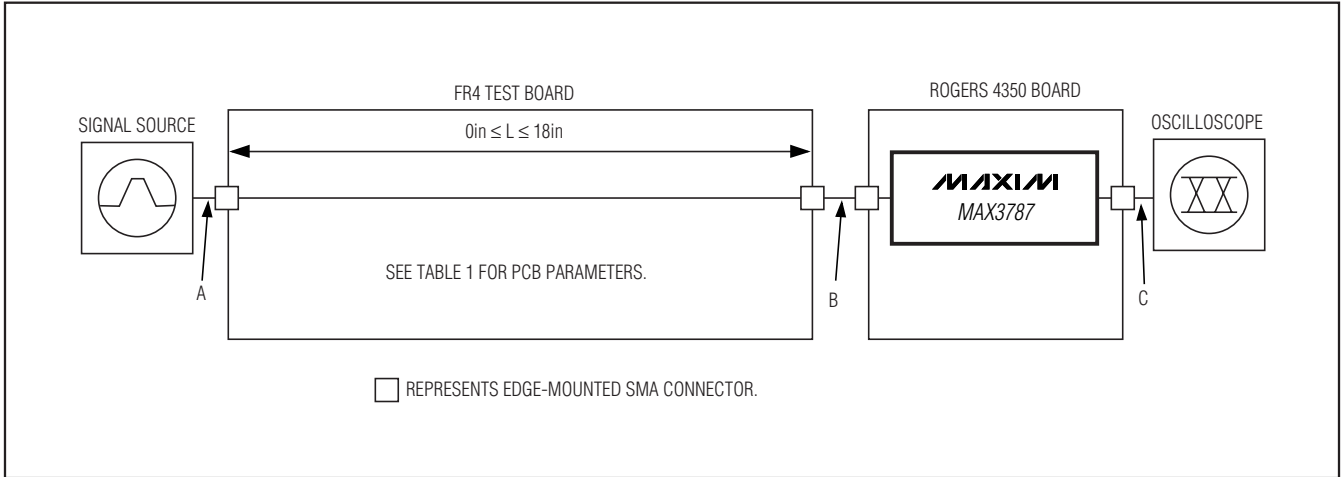 FR4 TEST BOARD
ROGERS 4350 BOARD
SIGNAL SOURCE
0in ≤ L ≤ 18in
OSCILLOSCOPE
MAXIM
MAX3787
SEE TABLE 1 FOR PCB PARAMETERS.
A
B
C
REPRESENTS EDGE-MOUNTED SMA CONNECTOR.